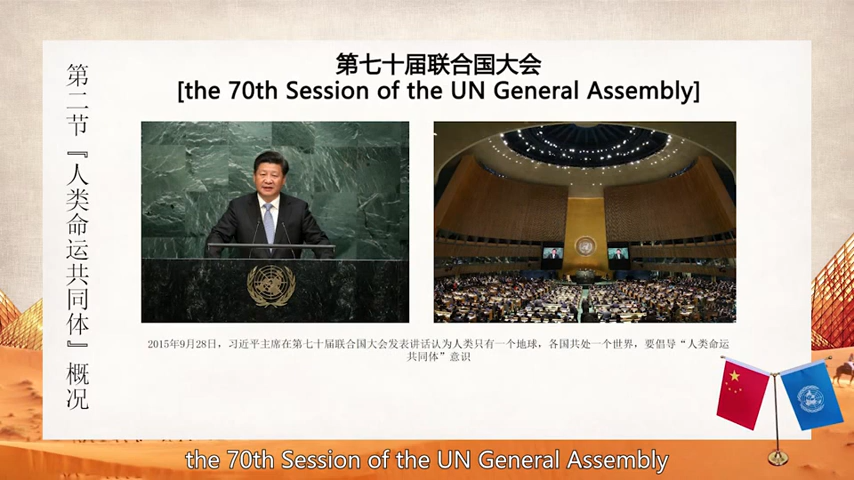 第七十届联合国大会
[the 70th Session of the UN General Assembly]
第二节『人类命运共同体』概况
2015年9月28日，习近平主席在第七十届联合国大会发表讲话认为人类只有一个地球，各国共处一个世界，要倡导“人类命运
共同体”意识
the 70th Session of the UN General Assembly